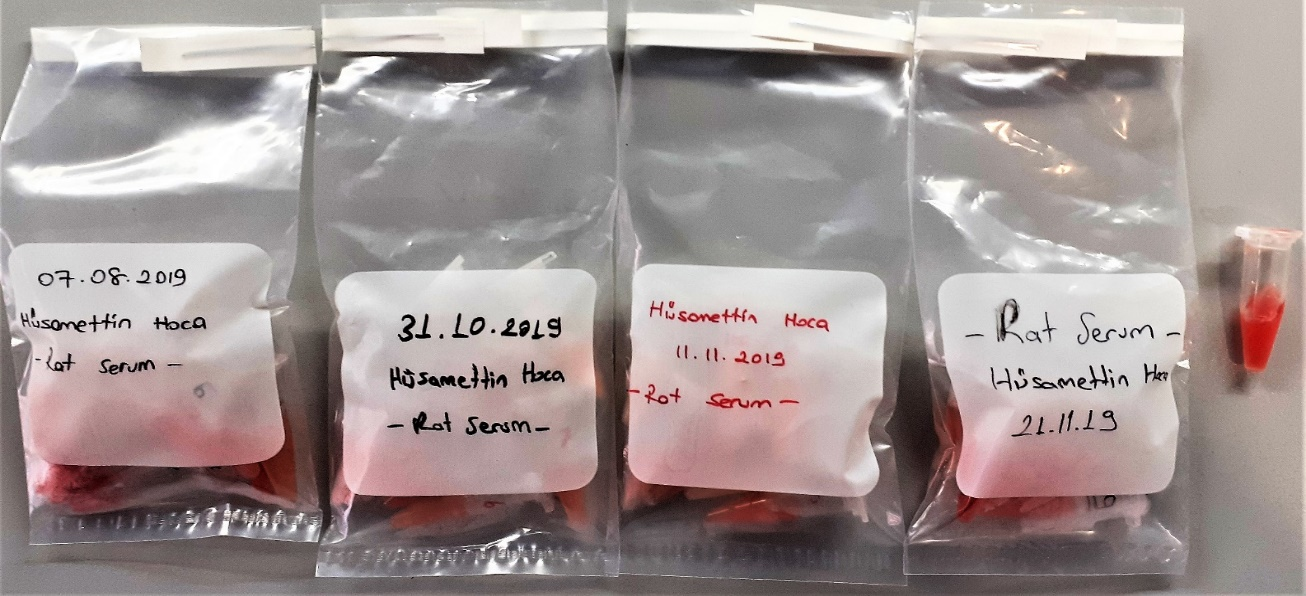 07.08.2019
Hüsamettin Hoca
- Rat Serum -
31.10.2019
Hüsamettin Hoca
- Rat Serum -
Hüsamettin Hoca
11.11.2019
- Rat Serum -
- Rat Serum -
Hüsamettin Hoca
21.11.19